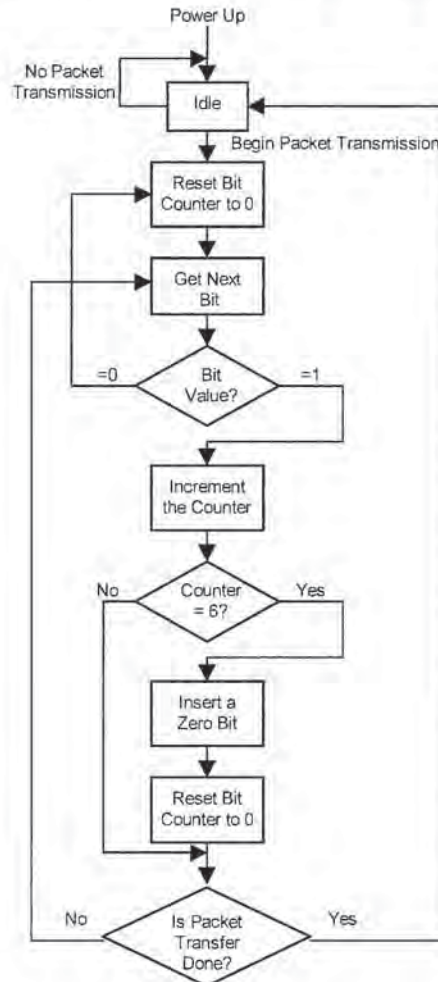 Power Up
No Packet
Transmission
Idle
Begin Packet Transmission
Reset Bit
Counter to 0
Get Next
Bit
=0
Bit
Value?
=1
Increment
the Counter
No
Counter
= 6?
Yes
Insert a
Zero Bit
Reset Bit
Counter to 0
No
Is Packet
Transfer
Done?
Yes